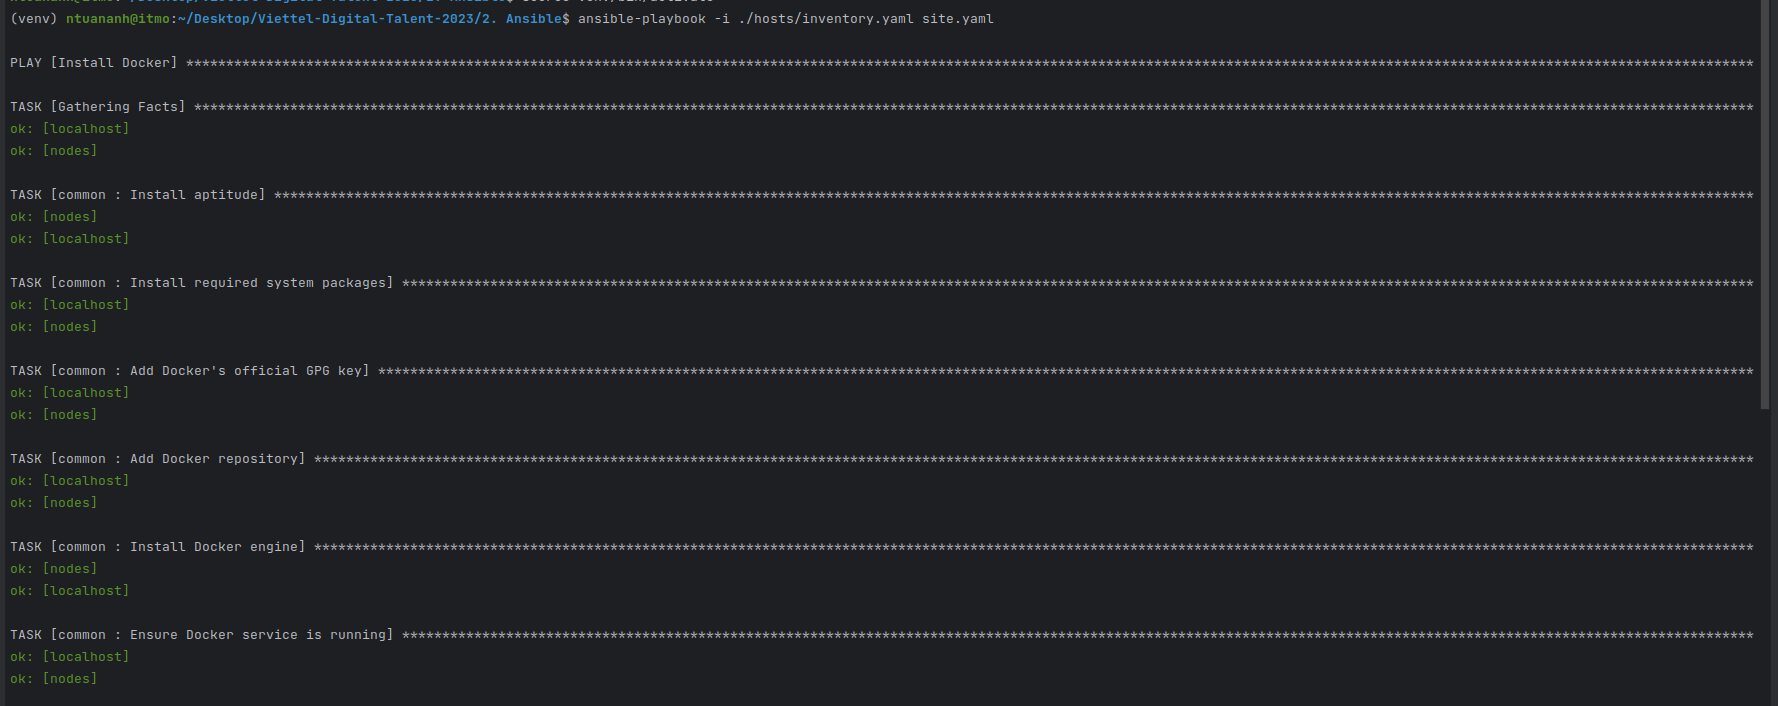 (venv) ntuananh@itmo:~/Desktop/Viettel-Digital-Talent-2023/2. Ansible$ ansible-playbook -i ./hosts/inventory.yaml site.yaml
PLAY [Install Docker] ****************************************************************************************************************************************************************************************************
TASK [Gathering Facts] ***************************************************************************************************************************************************************************************************
ok: [localhost]
ok: [nodes]
TASK [common : Install aptitude] *****************************************************************************************************************************************************************************************
ok: [nodes]
ok: [localhost]
TASK [common : Install required system packages] *************************************************************************************************************************************************************************
ok: [localhost]
ok: [nodes]
TASK [common : Add Docker's official GPG key] ****************************************************************************************************************************************************************************
ok: [localhost]
ok: [nodes]
TASK [common : Add Docker repository] ************************************************************************************************************************************************************************************
ok: [localhost]
ok: [nodes]
TASK [common : Install Docker engine] ************************************************************************************************************************************************************************************
ok: [nodes]
ok: [localhost]
TASK [common : Ensure Docker service is running] *************************************************************************************************************************************************************************
ok: [localhost]
ok: [nodes]